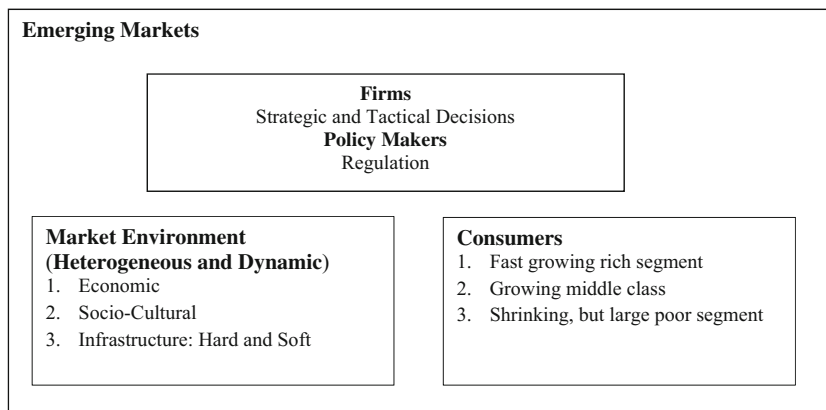 Emerging Markets
Firms
Strategic and Tactical Decisions
Policy Makers
Regulation
Market Environment
(Heterogeneous and Dynamic)
1. Economic
2. Socio-Cultural
3. Infrastructure: Hard and Soft
Consumers
1. Fast growing rich segment
2. Growing middle class
3. Shrinking, but large poor segment